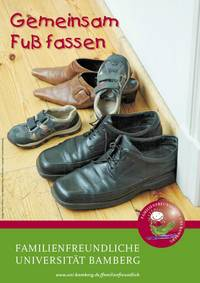 Gemeinsam
Fuß fassen
FAMILIENFREUNDLICHE
UNIVERSITÄT BAMBERG
www.uni-bamberg.de/familienfreundlich